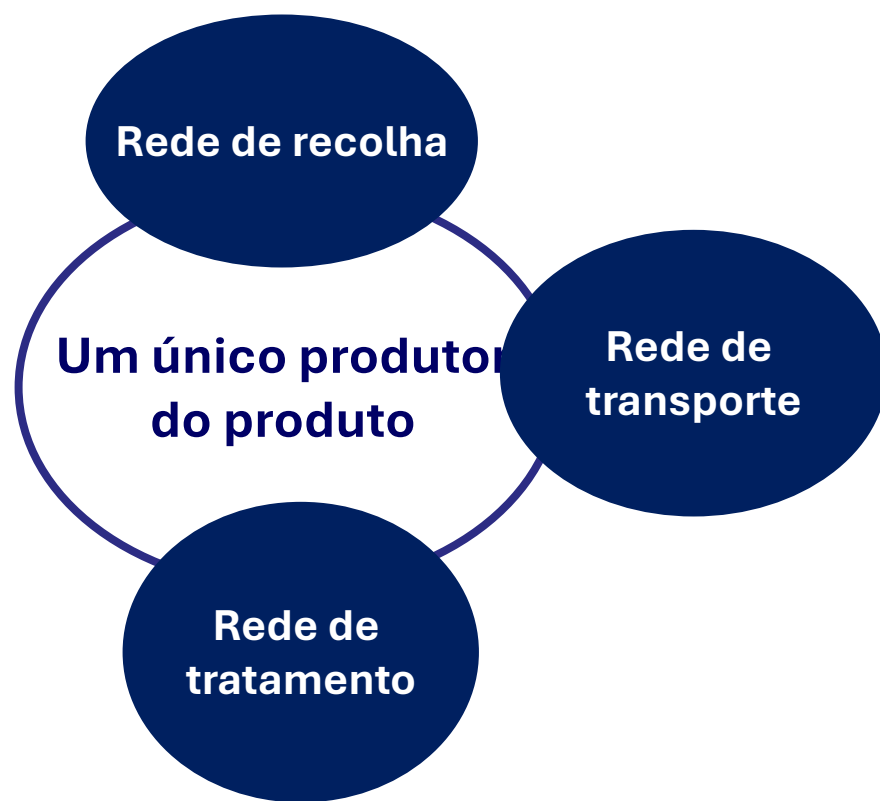 Rede de recolha
Um único produtor
do produto
Rede de
transporte
Rede de
tratamento